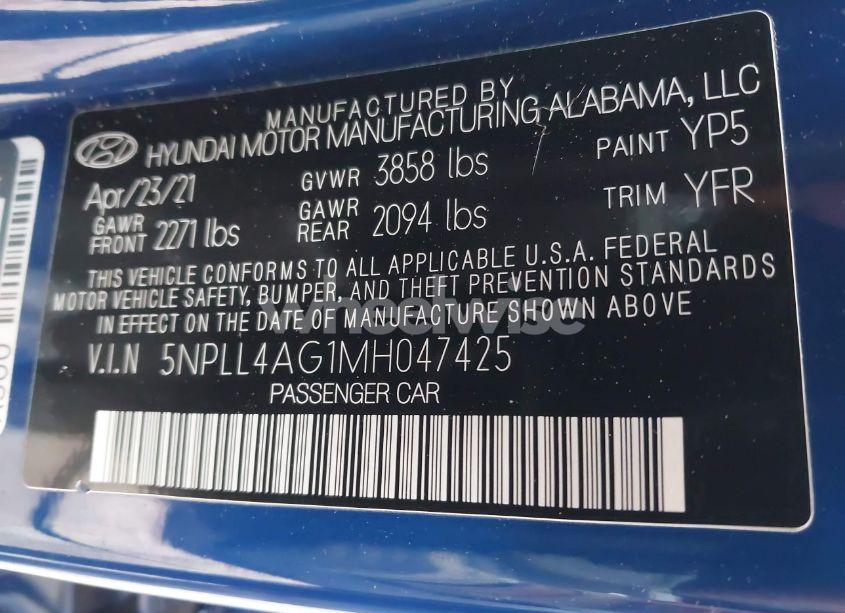 MANUFACTURED BY
HYUNDAI MOTOR MANUFACTURING ALABAMA, LLC
Apr/23/21 GVWR 3858 lbs PAINT YP5
GAWR FRONT 2271 lbs GAWR REAR 2094 lbs TRIM YFR
THIS VEHICLE CONFORMS TO ALL APPLICABLE U.S.A. FEDERAL
MOTOR VEHICLE SAFETY, BUMPER, AND THEFT PREVENTION STANDARDS
IN EFFECT ON THE DATE OF MANUFACTURE SHOWN ABOVE
wheelwise
V.I.N 5NPLL4AG1MH047425
PASSENGER CAR